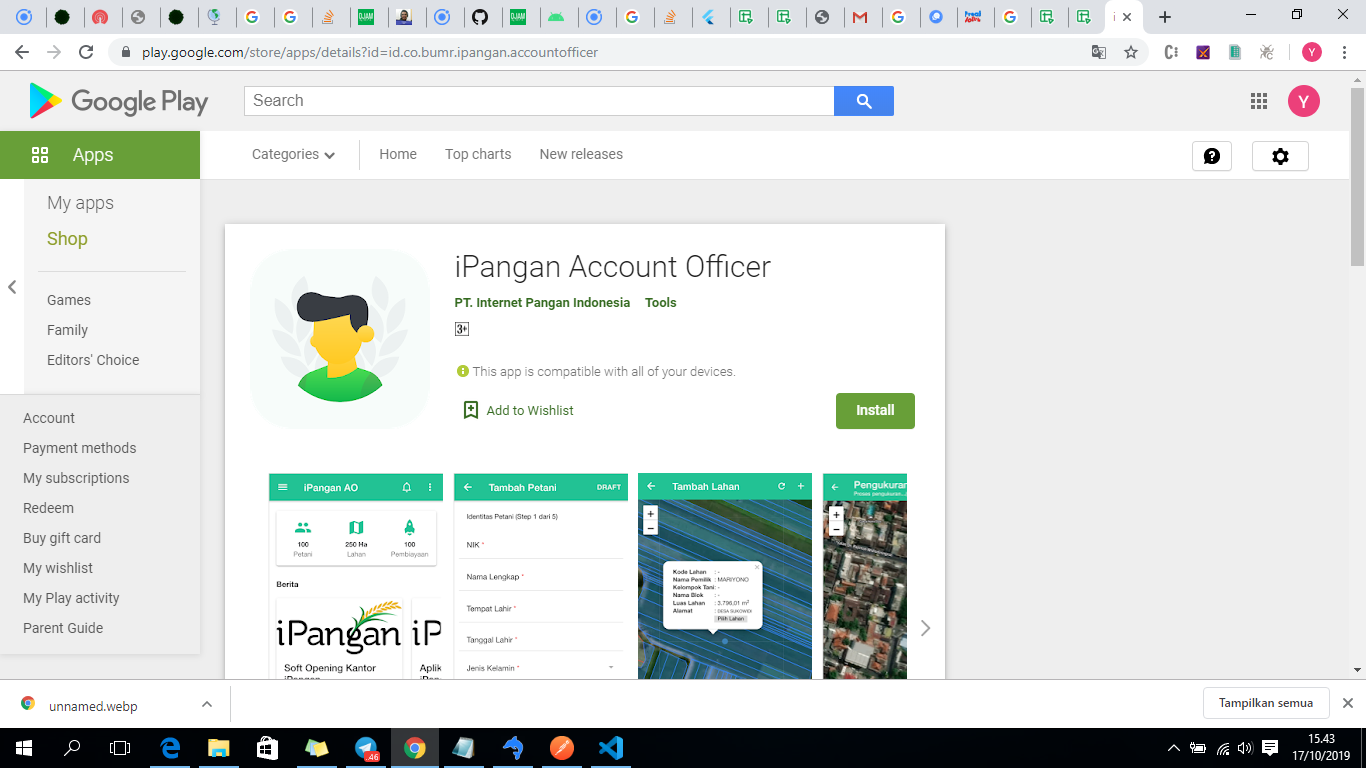 play.google.com/store/apps/details?id=id.co.bumr.ipangan.accountofficer
Y
Google Play
Search
Y
Apps
Categories
Home
Top charts
New releases
My apps
Shop
Games
Family
Editors' Choice
Account
Payment methods
My subscriptions
Redeem
Buy gift card
My wishlist
My Play activity
Parent Guide
iPangan Account Officer
PT. Internet Pangan Indonesia Tools
3+
This app is compatible with all of your devices.
Add to Wishlist
Install
iPangan AO
100 250 Ha 100
Petani Lahan Pembiayaan
Berita
iPangan iP
Soft Opening Kantor
iPangan
Aplik
Tambah Petani DRAFT
Identitas Petani (Step 1 dari 5)
NIK *
Nama Lengkap *
Tempat Lahir *
Tanggal Lahir *
Jenis Kelamin *
Tambah Lahan
+
−
Kode Lahan : -
Nama Pemilik : MARIYONO
Kelompok Tani : -
Nama Blok : -
Luas Lahan : 3.796,01 m²
Alamat : DESA SUKOWIDI
Pilih Lahan
Pengukuran
Proses pengukuran
+
−
unnamed.webp
Tampilkan semua
46
15.43
17/10/2019